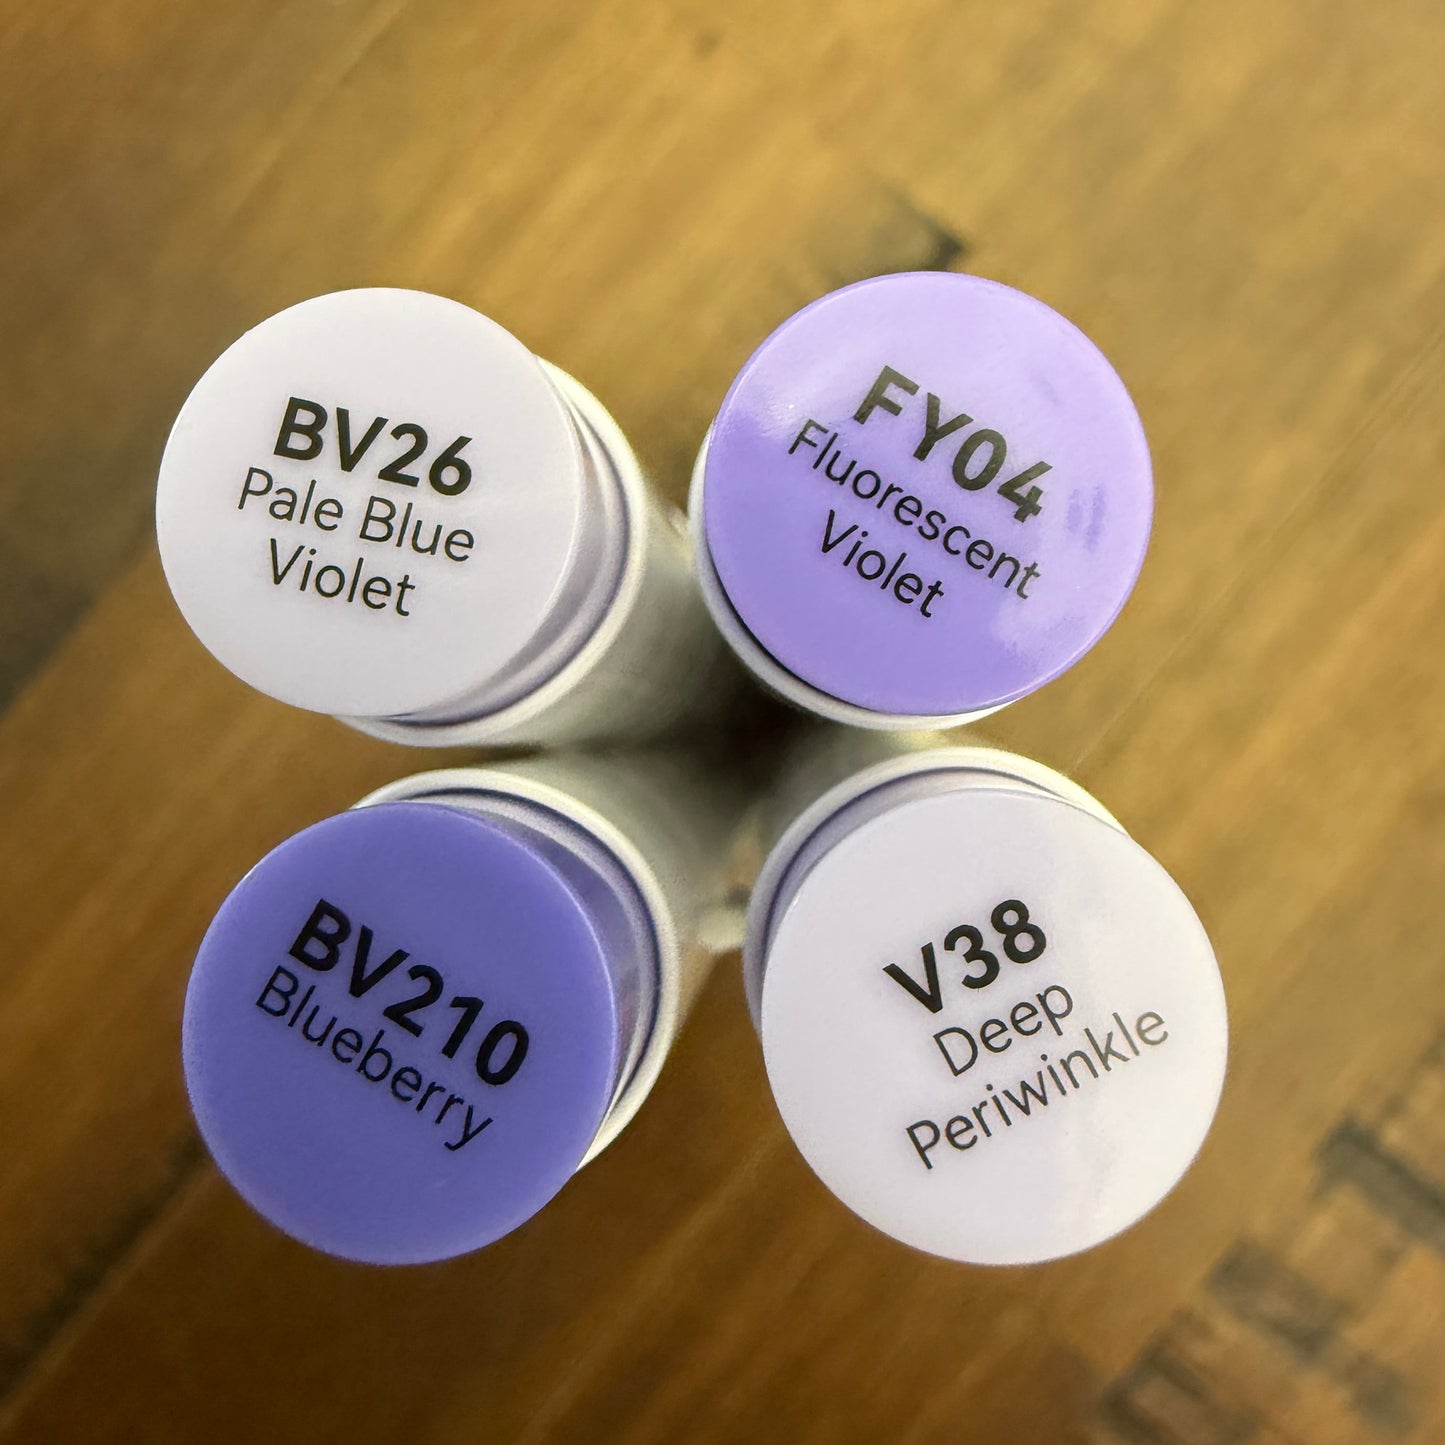 BV26
Pale Blue
Violet
FY04
Fluorescent
Violet
BV210
Blueberry
V38
Deep
Periwinkle